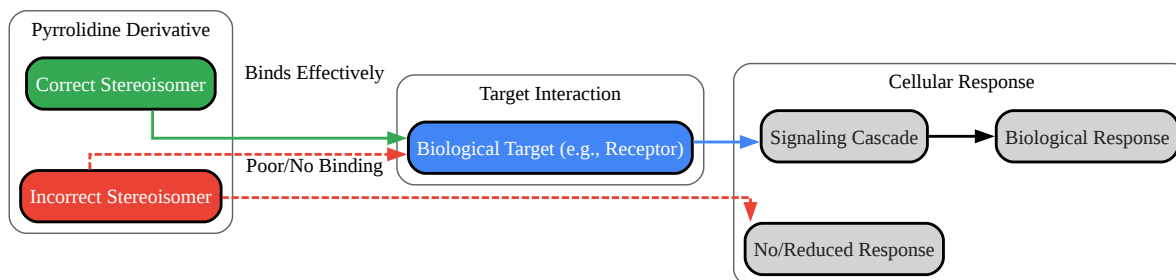 Pyrrolidine Derivative
Correct Stereoisomer
Incorrect Stereoisomer
Binds Effectively
Poor/No Binding
Target Interaction
Biological Target (e.g., Receptor)
Cellular Response
Signaling Cascade
Biological Response
No/Reduced Response